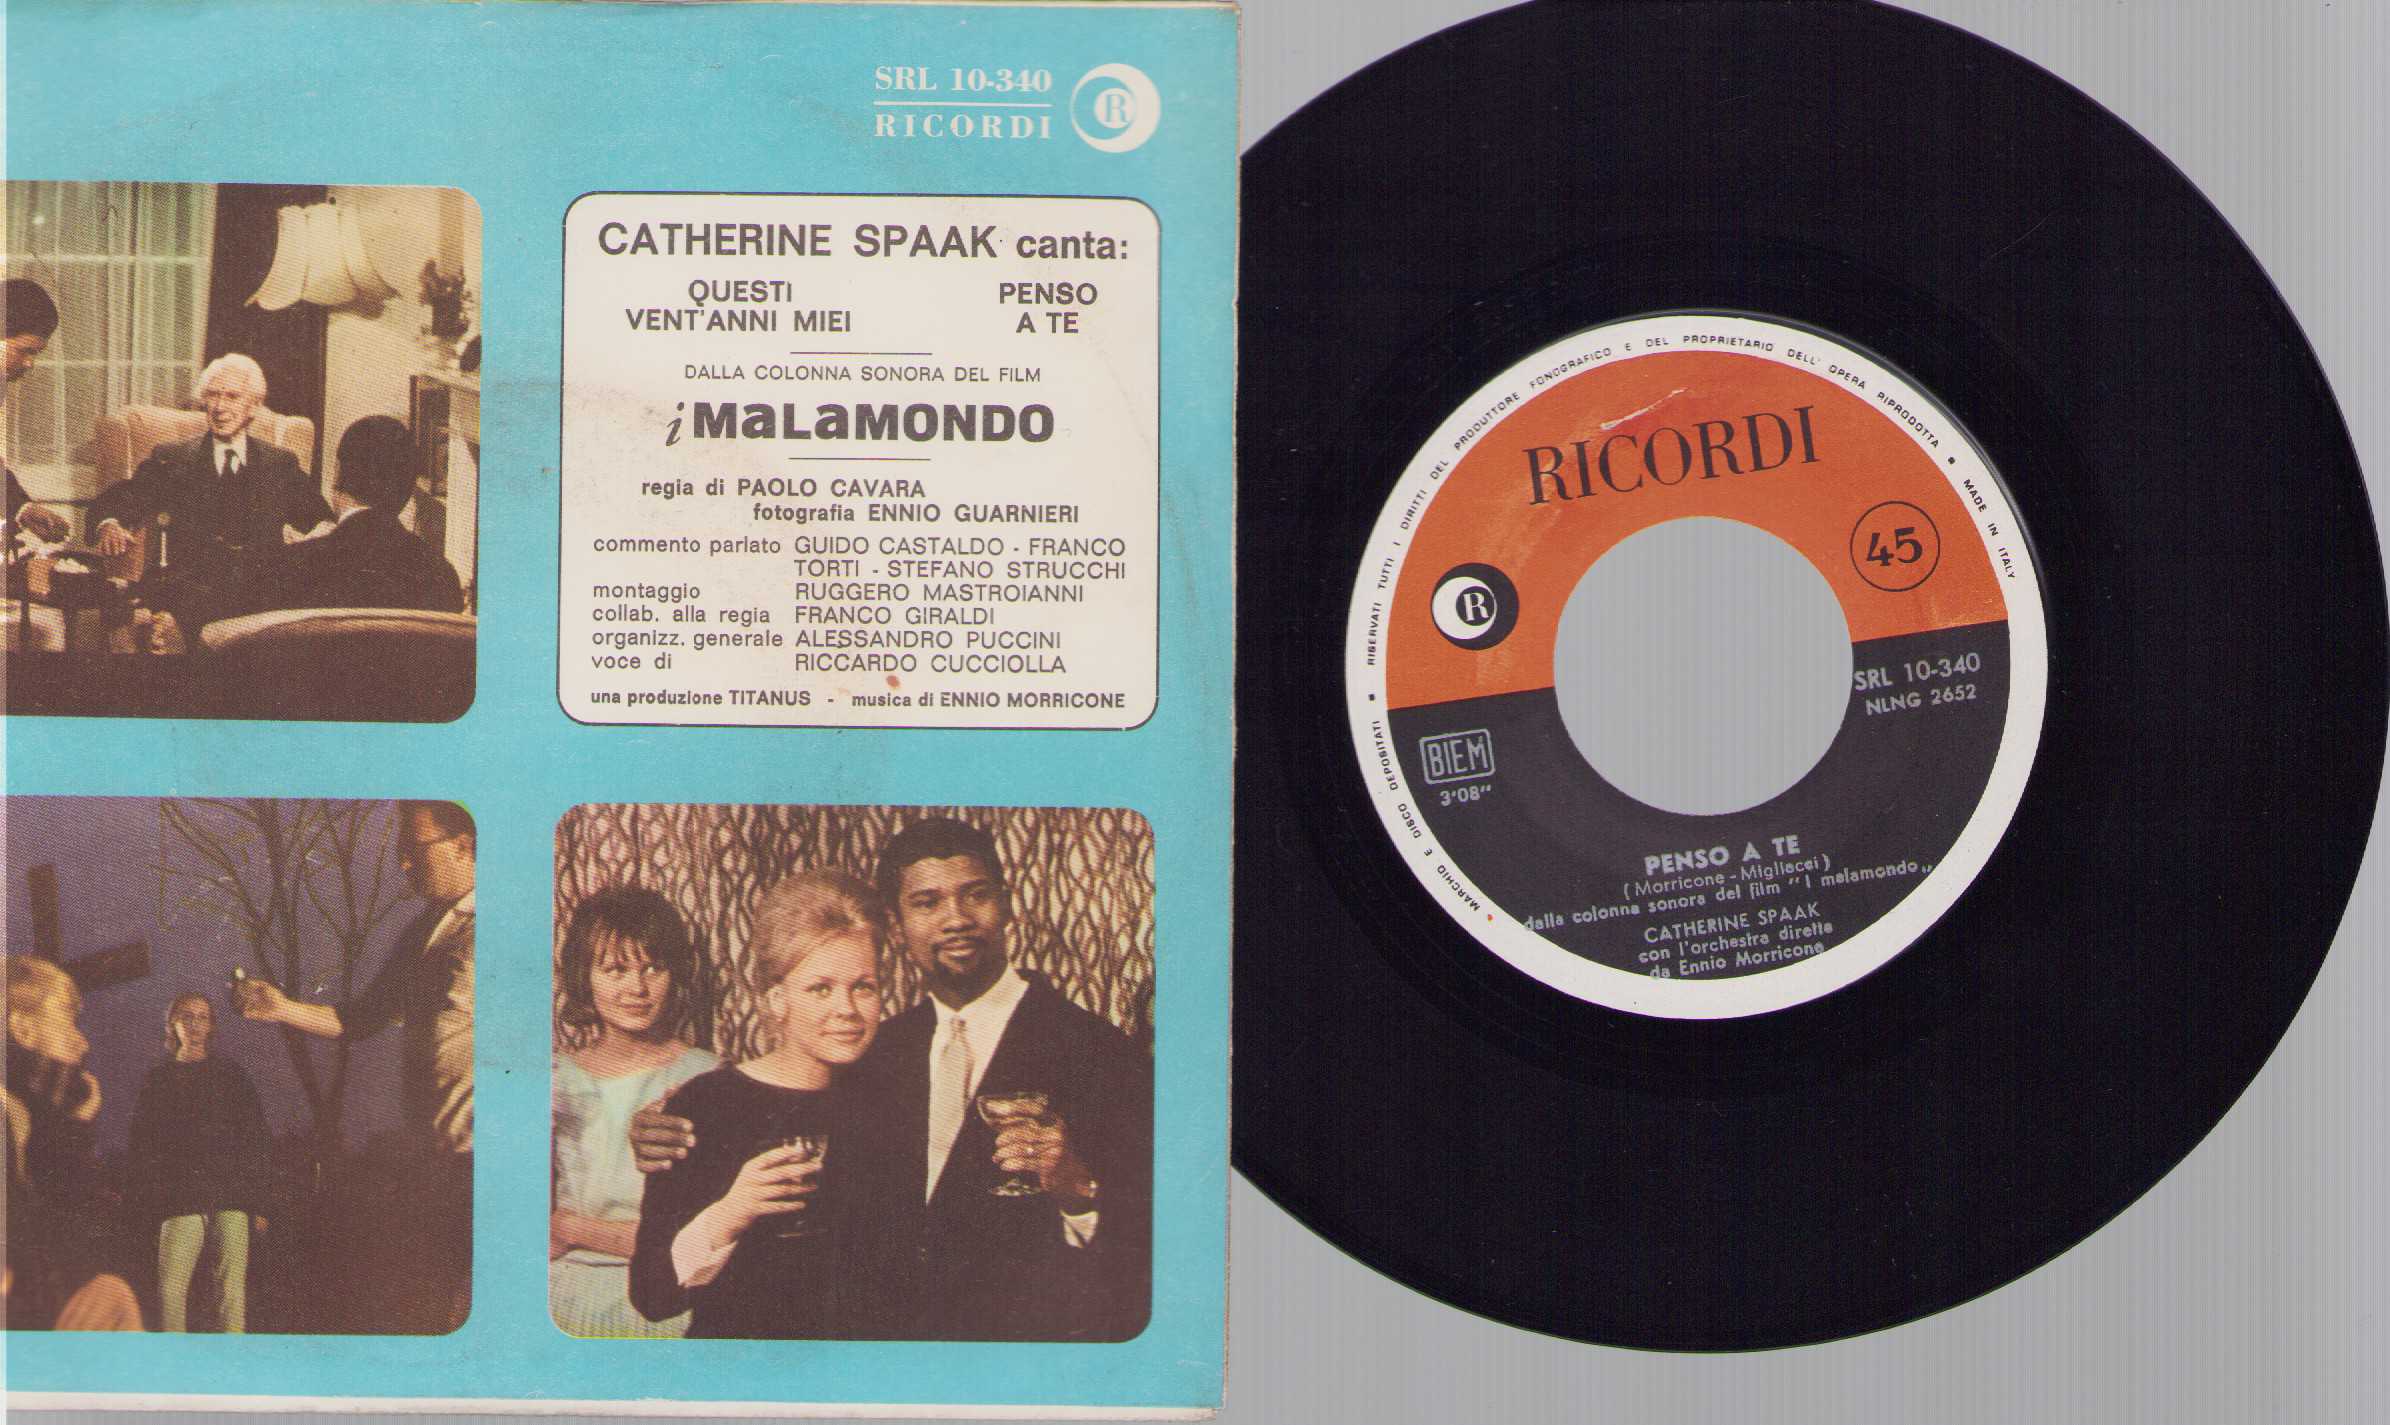 SRL 10-340
RICORDI
R
CATHERINE SPAAK canta:
QUESTI
VENT'ANNI MIEI
PENSO
A TE
DALLA COLONNA SONORA DEL FILM
i MaLaMONDO
regia di PAOLO CAVARA
fotografia ENNIO GUARNIERI
commento parlato GUIDO CASTALDO - FRANCO
TORTI - STEFANO STRUCCHI
montaggio RUGGERO MASTROIANNI
collab. alla regia FRANCO GIRALDI
organizz. generale ALESSANDRO PUCCINI
voce di RICCARDO CUCCIOLLA
una produzione TITANUS - musica di ENNIO MORRICONE
MARCHIO E DISCO DEPOSITATI ■ RISERVATI TUTTI I DIRITTI DEL PRODUTTORE FONOGRAFICO E DEL PROPRIETARIO DELL' OPERA RIPRODOTTA ■ MADE IN ITALY
RICORDI
45
R
SRL 10-340
NLNG 2652
BIEM
3'08"
PENSO A TE
(Morricone - Migliacci)
dalla colonna sonora del film "I malamondo„
CATHERINE SPAAK
con l'orchestra diretta
da Ennio Morricone